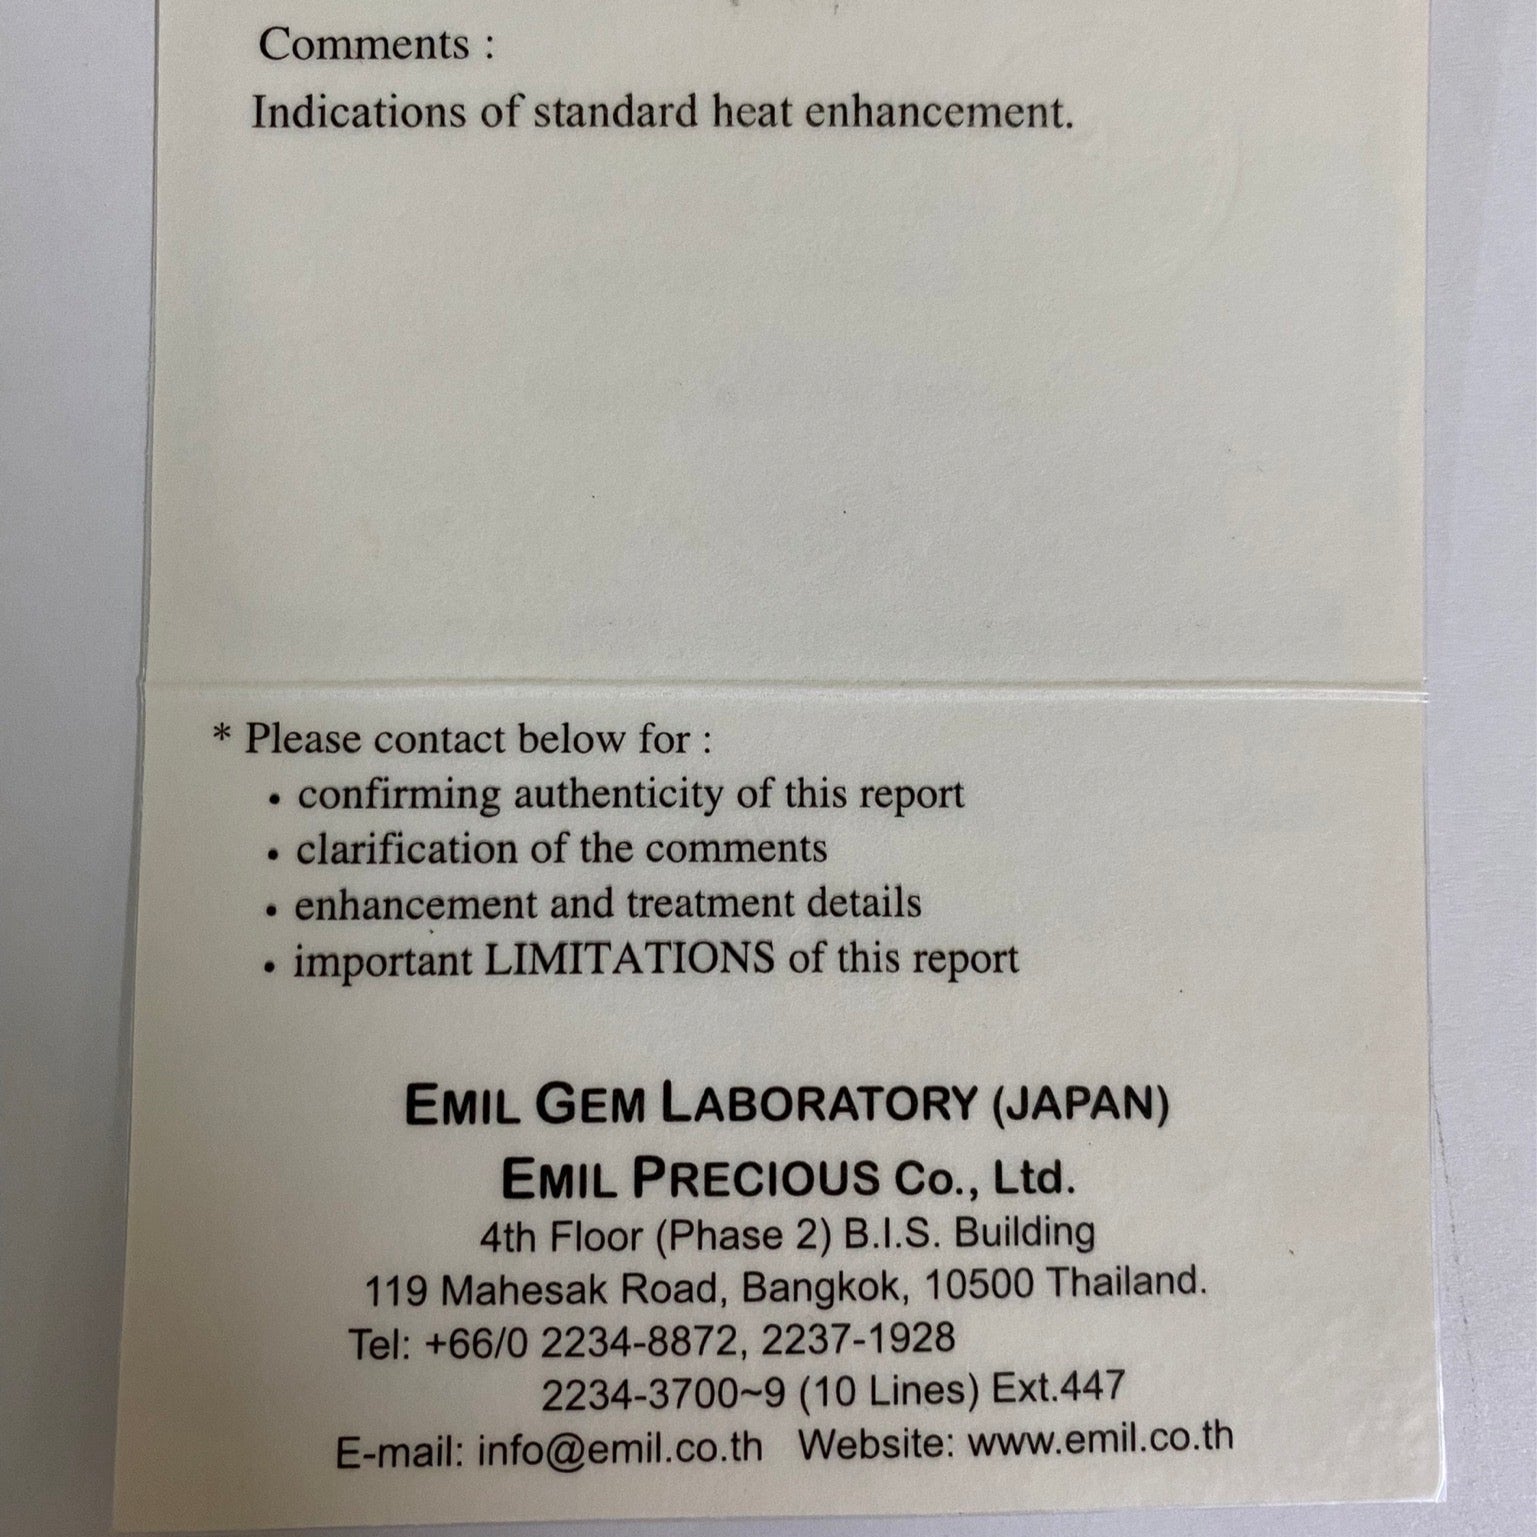 Comments :
Indications of standard heat enhancement.
* Please contact below for :
• confirming authenticity of this report
• clarification of the comments
• enhancement and treatment details
• important LIMITATIONS of this report
EMIL GEM LABORATORY (JAPAN)
EMIL PRECIOUS Co., Ltd.
4th Floor (Phase 2) B.I.S. Building
119 Mahesak Road, Bangkok, 10500 Thailand.
Tel: +66/0 2234-8872, 2237-1928
2234-3700~9 (10 Lines) Ext.447
E-mail: info@emil.co.th Website: www.emil.co.th